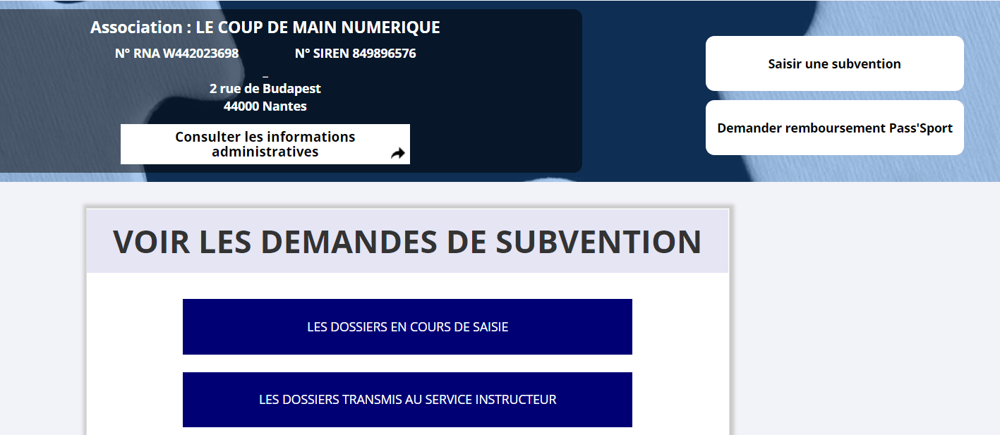 Association : LE COUP DE MAIN NUMERIQUE
N° RNA W442023698 N° SIREN 849896576
_
2 rue de Budapest
44000 Nantes
Consulter les informations
administratives
Saisir une subvention
Demander remboursement Pass'Sport
VOIR LES DEMANDES DE SUBVENTION
LES DOSSIERS EN COURS DE SAISIE
LES DOSSIERS TRANSMIS AU SERVICE INSTRUCTEUR